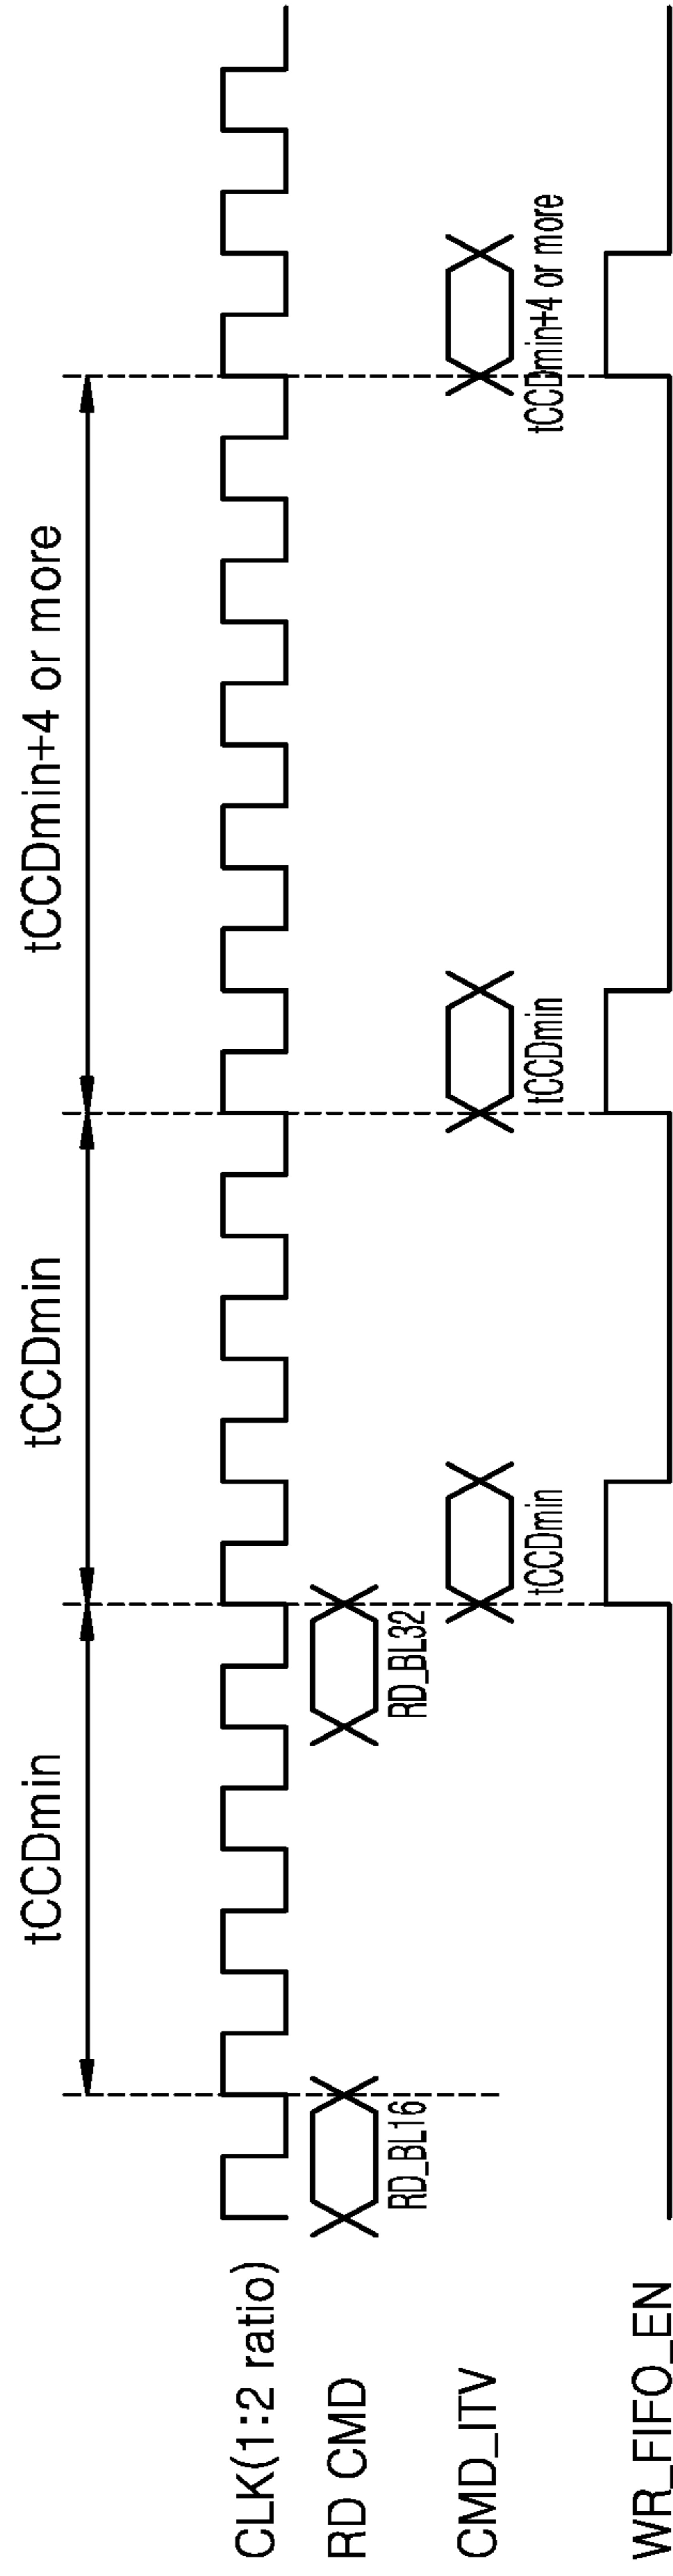 tCCDmin
tCCDmin
tCCDmin+4 or more
CLK(1:2 ratio)
RD CMD
RD_BL16
RD_BL32
CMD_ITV
tCCDmin
tCCDmin
tCCDmin+4 or more
WR_FIFO_EN